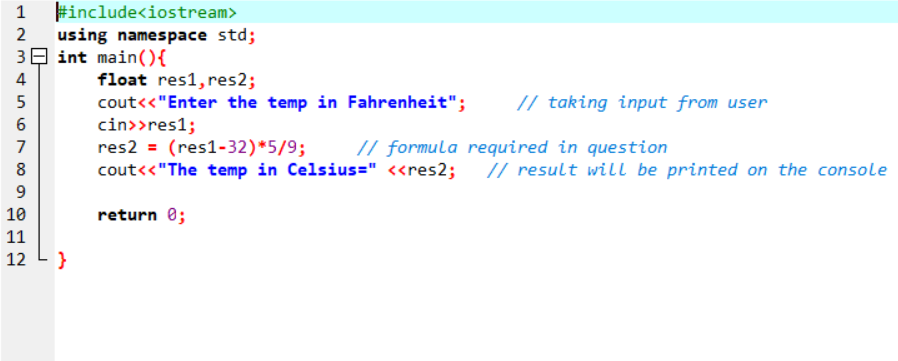 1 #include<iostream>
2 using namespace std;
3 int main(){
4 float res1,res2;
5 cout<<"Enter the temp in Fahrenheit"; // taking input from user
6 cin>>res1;
7 res2 = (res1-32)*5/9; // formula required in question
8 cout<<"The temp in Celsius=" <<res2; // result will be printed on the console
9
10 return 0;
11
12 }